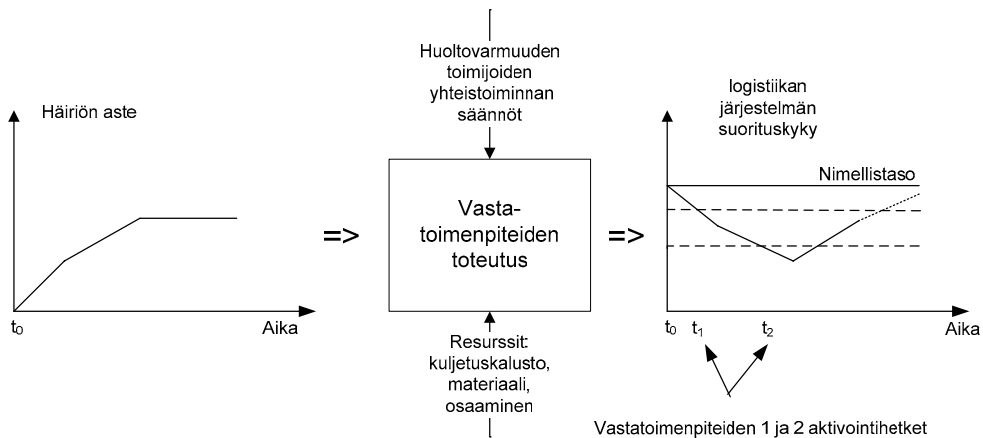 Häiriön aste
t0
Aika
=>
Huoltovarmuuden
toimijoiden
yhteistoiminnan
säännöt
Vasta-
toimenpiteiden
toteutus
Resurssit:
kuljetuskalusto,
materiaali,
osaaminen
=>
logistiikan
järjestelmän
suorituskyky
Nimellistaso
t0 t1 t2 Aika
Vastatoimenpiteiden 1 ja 2 aktivointihetket